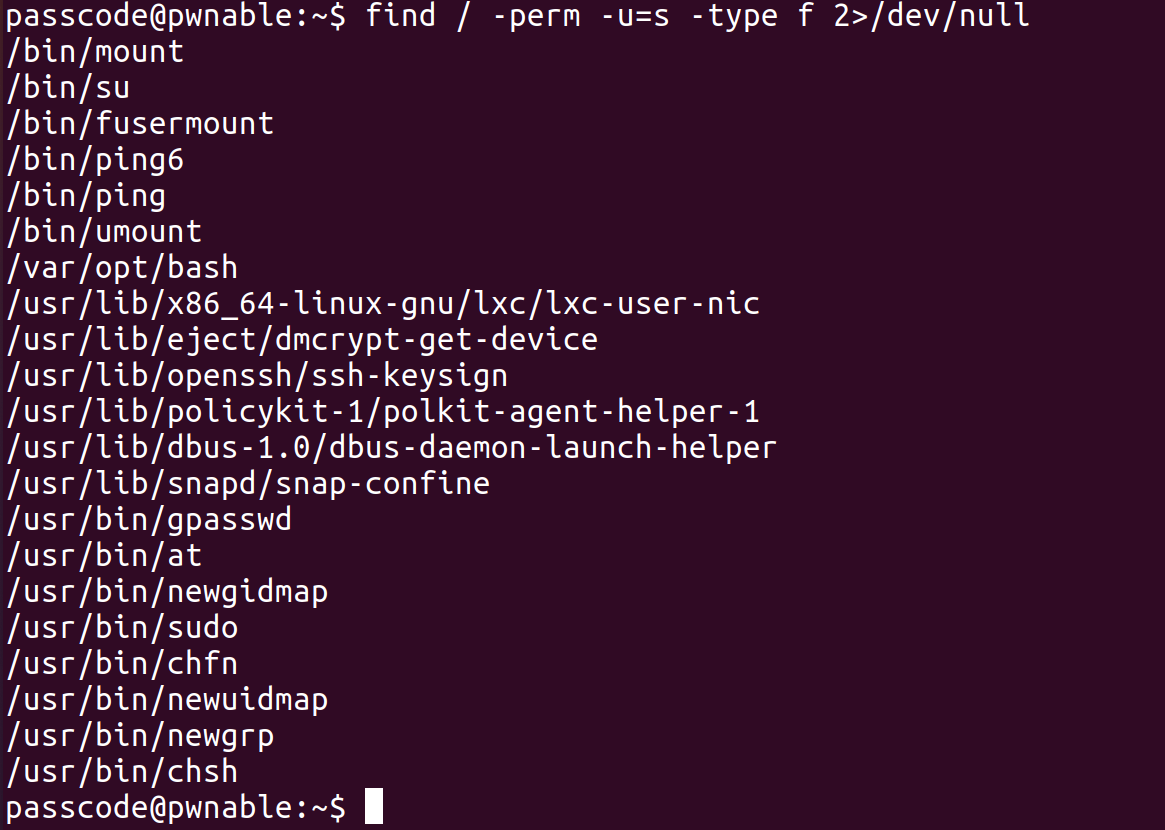 passcode@pwnable:~$ find / -perm -u=s -type f 2>/dev/null
/bin/mount
/bin/su
/bin/fusermount
/bin/ping6
/bin/ping
/bin/umount
/var/opt/bash
/usr/lib/x86_64-linux-gnu/lxc/lxc-user-nic
/usr/lib/eject/dmcrypt-get-device
/usr/lib/openssh/ssh-keysign
/usr/lib/policykit-1/polkit-agent-helper-1
/usr/lib/dbus-1.0/dbus-daemon-launch-helper
/usr/lib/snapd/snap-confine
/usr/bin/gpasswd
/usr/bin/at
/usr/bin/newgidmap
/usr/bin/sudo
/usr/bin/chfn
/usr/bin/newuidmap
/usr/bin/newgrp
/usr/bin/chsh
passcode@pwnable:~$